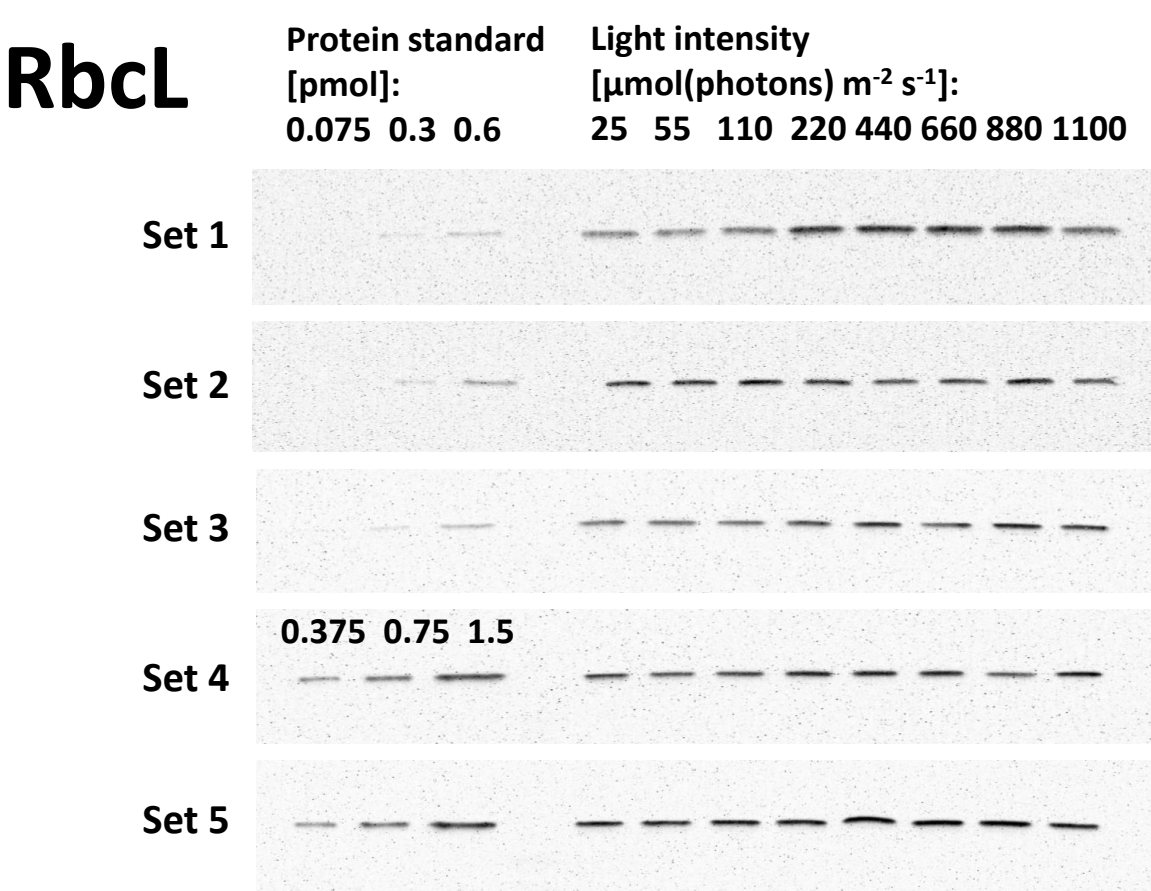 RbcL
Protein standard
[pmol]:
0.075 0.3 0.6
Light intensity
[μmol(photons) m⁻² s⁻¹]:
25 55 110 220 440 660 880 1100
Set 1
Set 2
Set 3
0.375 0.75 1.5
Set 4
Set 5